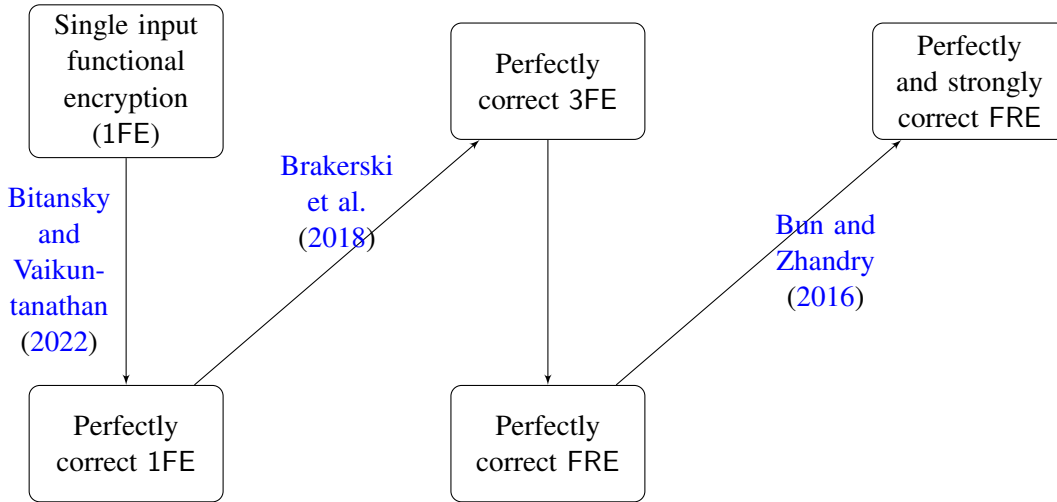 Single input
functional
encryption
(1FE)
Perfectly
correct 3FE
Perfectly
and strongly
correct FRE
Bitansky
and
Vaikun-
tanathan
(2022)
Brakerski
et al.
(2018)
Bun and
Zhandry
(2016)
Perfectly
correct 1FE
Perfectly
correct FRE